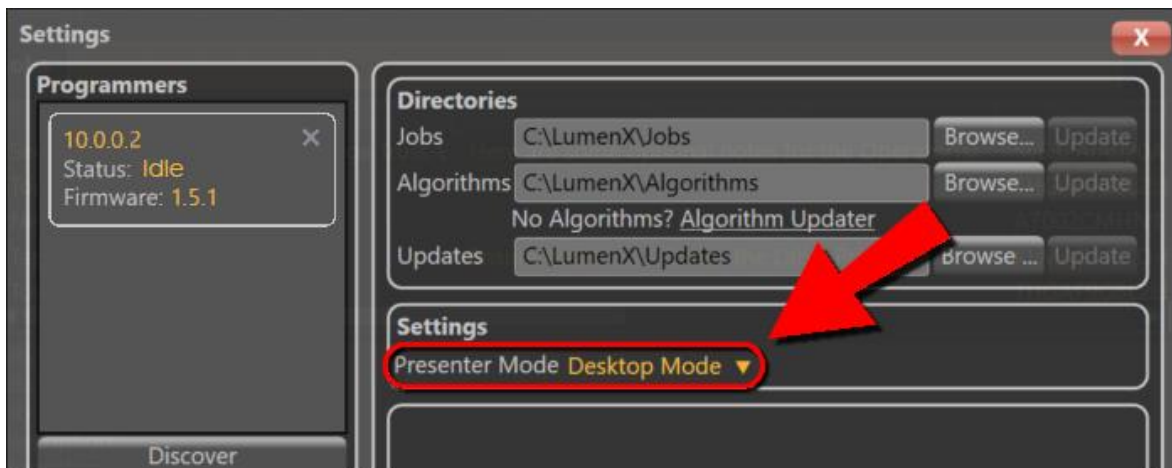 Settings
X
Programmers
10.0.0.2
Status: Idle
Firmware: 1.5.1
Discover
Directories
Jobs C:\LumenX\Jobs Browse... Update
Algorithms C:\LumenX\Algorithms Browse... Update
No Algorithms? Algorithm Updater
Updates C:\LumenX\Updates Browse ... Update
Settings
Presenter Mode Desktop Mode